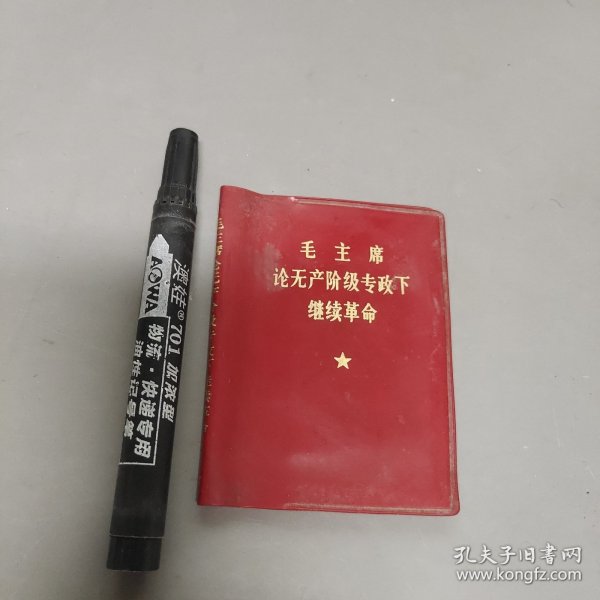 毛主席
论无产阶级专政下
继续革命
澳娃® 701 加浓型
AOWA
物流·快递专用
油性记号笔
孔夫子旧书网
www.kongfz.com